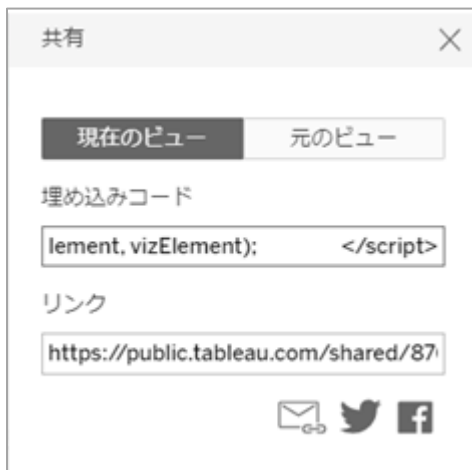 共有
現在のビュー 元のビュー
埋め込みコード
lement, vizElement); </script>
リンク
https://public.tableau.com/shared/87